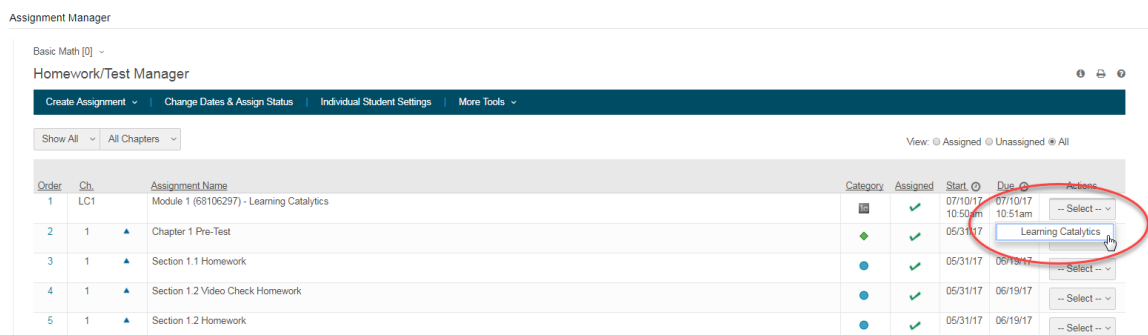 Assignment Manager
Basic Math [0]
Homework/Test Manager
Create Assignment | Change Dates & Assign Status | Individual Student Settings | More Tools
Show All All Chapters View: Assigned Unassigned All
Order Ch. Assignment Name Category Assigned Start Due Actions
1 LC1 Module 1 (68106297) - Learning Catalytics 07/10/17 10:50am 07/10/17 10:51am -- Select --
2 1 Chapter 1 Pre-Test 05/31/17 Learning Catalytics
3 1 Section 1.1 Homework 05/31/17 06/19/17 -- Select --
4 1 Section 1.2 Video Check Homework 05/31/17 06/19/17 -- Select --
5 1 Section 1.2 Homework 05/31/17 06/19/17 -- Select --